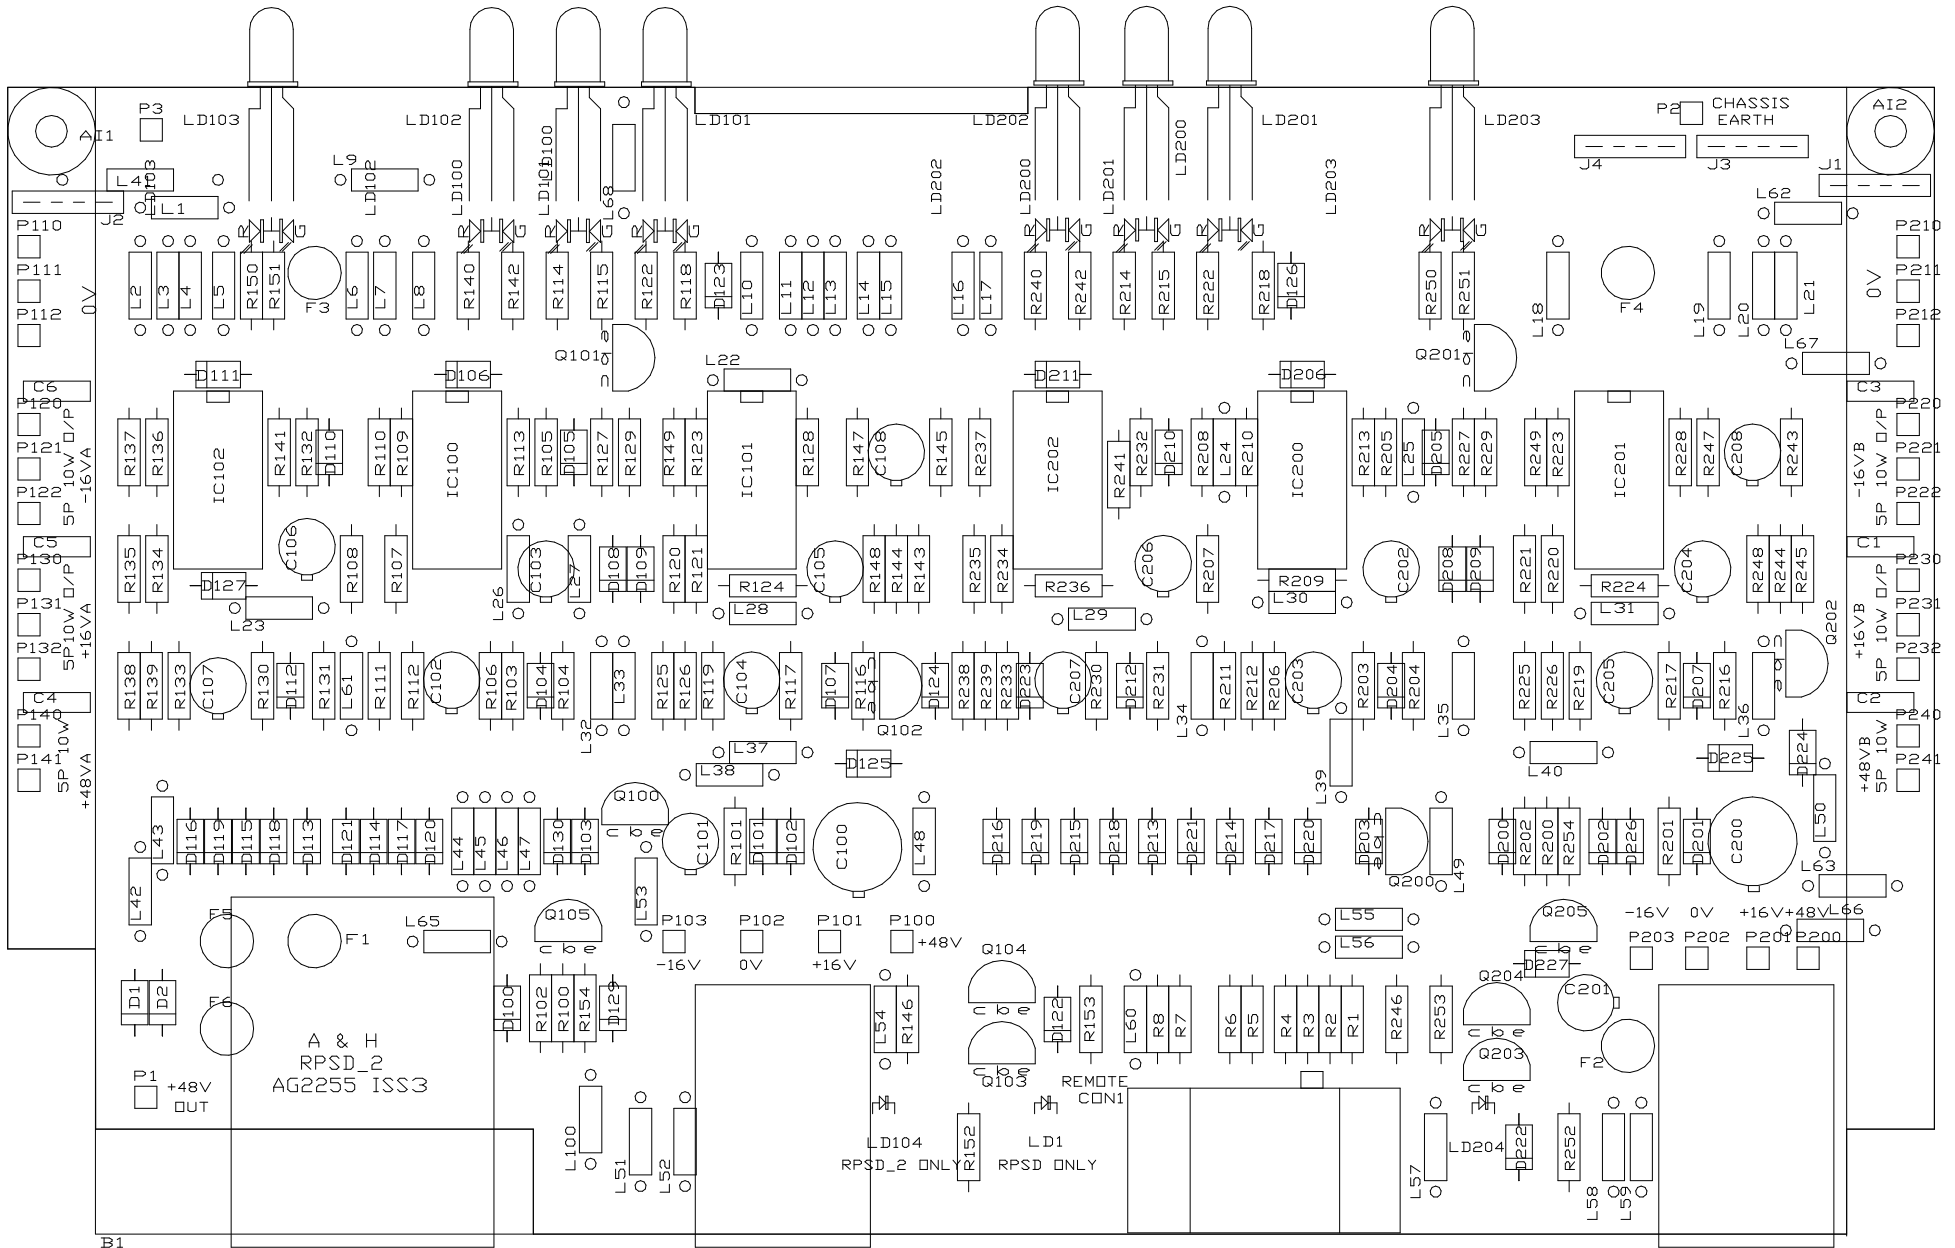 P3
LD103
LD102
LD100
LD101
LD202
LD200
LD201
LD203
P2
CHASSIS
EARTH
AI2
AI1
L41
LD103
L9
LD102
LD100
LD101
L68
LD202
LD200
LD201
LD203
J4
J3
J1
L1
J2
L62
P110
R G
R G
R G
R G
R G
R G
R G
R G
P210
P111
P211
0V
0V
P112
P212
L2
L3
L4
L5
R150
R151
F3
L6
L7
L8
R140
R142
R114
R115
R122
R118
D123
L10
L11
L12
L13
L14
L15
L16
L17
R240
R242
R214
R215
R222
R218
D126
R250
R251
L18
F4
L19
L20
L21
Q101
Q201
L22
L67
D111
D106
D211
D206
C6
C3
P120
P220
P121
P221
P122
P222
5P 10W O/P
-16VA
-16VB
5P 10W O/P
R137
R136
IC102
R141
R132
D110
R110
R109
IC100
R113
R105
D105
R127
R129
R149
R123
IC101
R128
R147
C108
R145
R237
IC202
R241
R232
D210
R208
L24
R210
IC200
R213
R205
L25
D205
R227
R229
R249
R223
IC201
R228
R247
C208
R243
C5
C1
P130
P230
P131
P231
P132
P232
5P 10W O/P
+16VA
+16VB
5P 10W O/P
R135
R134
D127
C106
R108
R107
L26
C103
L27
D108
D109
R120
R121
R124
C105
R148
R144
R143
R235
R234
R236
C206
R207
R209
L30
C202
D208
D209
R221
R220
R224
C204
R248
R244
R245
L23
L28
L29
L31
Q202
R138
R139
R133
C107
R130
D112
R131
L61
R111
R112
C102
R106
R103
D104
R104
L32
L33
R125
R126
R119
C104
R117
D107
R116
Q102
D124
R238
R239
R233
D223
C207
R230
D212
R231
L34
R211
R212
R206
C203
R203
D204
R204
L35
R225
R226
R219
C205
R217
D207
R216
L36
C4
C2
P140
P240
P141
P241
5P 10W
+48VA
+48VB
5P 10W
L37
L38
D125
L39
L40
D225
D224
L50
L43
D116
D119
D115
D118
D113
D121
D114
D117
D120
L44
L45
L46
L47
D130
D103
Q100
c b e
C101
R101
D101
D102
C100
L48
D216
D219
D215
D218
D213
D221
D214
D217
D220
D203
Q200
L49
D200
R202
R200
R254
D202
D226
R201
D201
C200
L63
L42
L53
F5
F1
L65
Q105
c b e
P103
P102
P101
P100
-16V
0V
+16V
+48V
L55
L56
Q205
c b e
-16V
0V
+16V
+48V
L66
P203
P202
P201
P200
D1
D2
F6
D100
R102
R100
R154
D129
L54
R146
Q104
c b e
Q103
c b e
D122
R153
L60
R8
R7
R6
R5
R4
R3
R2
R1
R246
R253
Q204
c b e
Q203
c b e
D227
C201
F2
A & H
RPSD_2
AG2255 ISS3
P1
+48V
OUT
REMOTE
CON1
L100
L51
L52
LD104
RPSD_2 ONLY
R152
LD1
RPSD ONLY
L57
LD204
D222
R252
L58
L59
B1